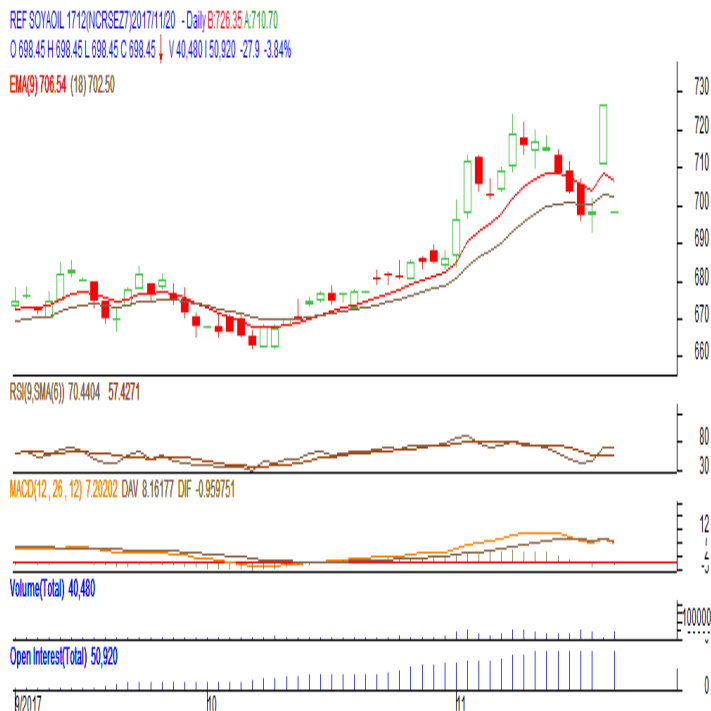 REF SOYAOIL 1712(NCRSEZ7)2017/11/20 - Daily B:726.35 A:710.70
O 698.45 H 698.45 L 698.45 C 698.45 V 40,480 I 50,920 -27.9 -3.84%
EMA(9) 706.54 (18) 702.50
730
720
710
700
690
680
670
660
RSI(9,SMA(6)) 70.4404 57.4271
80
30
MACD(12, 26, 12) 7.20202 DAV 8.16177 DIF -0.959751
12
Volume(Total) 40,480
100000
Open Interest(Total) 50,920
0
9/2017 10 11